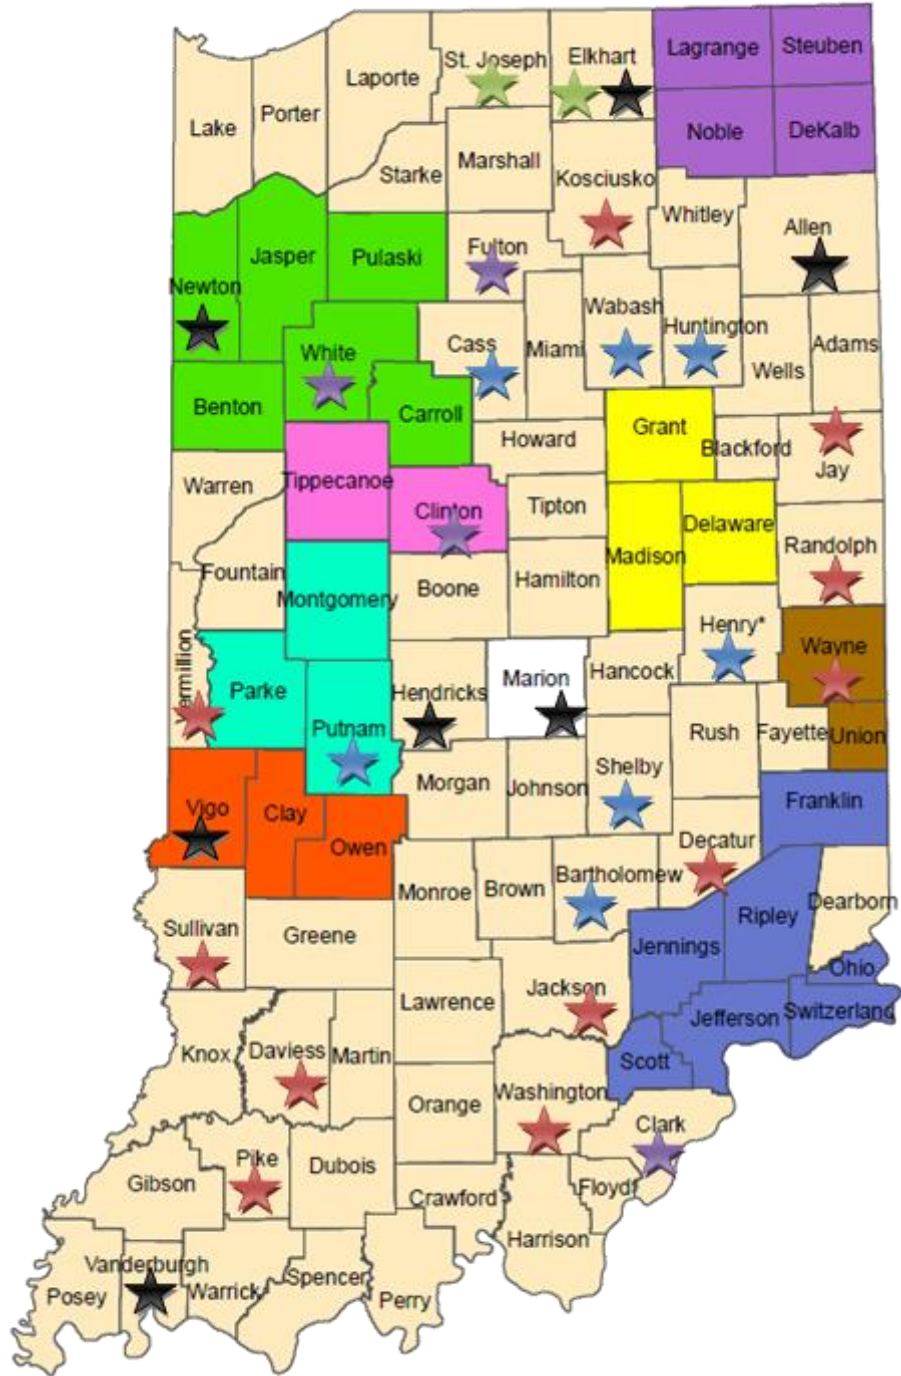 St. Joseph
Elkhart
Lagrange
Steuben
Laporte
Porter
Lake
Noble
DeKalb
Starke
Marshall
Kosciusko
Whitley
Allen
Jasper
Pulaski
Fulton
Newton
Wabash
Huntington
White
Cass
Miami
Wells
Adams
Benton
Carroll
Grant
Howard
Blackford
Jay
Warren
Tippecanoe
Clinton
Tipton
Delaware
Madison
Randolph
Fountain
Montgomery
Boone
Hamilton
Henry*
Wayne
ermillion
Parke
Hendricks
Marion
Hancock
Putnam
Rush
Fayette
Union
Morgan
Johnson
Shelby
Franklin
Vigo
Clay
Owen
Decatur
Monroe
Brown
Bartholomew
Dearborn
Ripley
Sullivan
Greene
Jennings
Ohio
Lawrence
Jackson
Jefferson
Switzerland
Knox
Daviess
Martin
Scott
Orange
Washington
Clark
Pike
Dubois
Gibson
Crawford
Floyd
Harrison
Vanderburgh
Posey
Warrick
Spencer
Perry